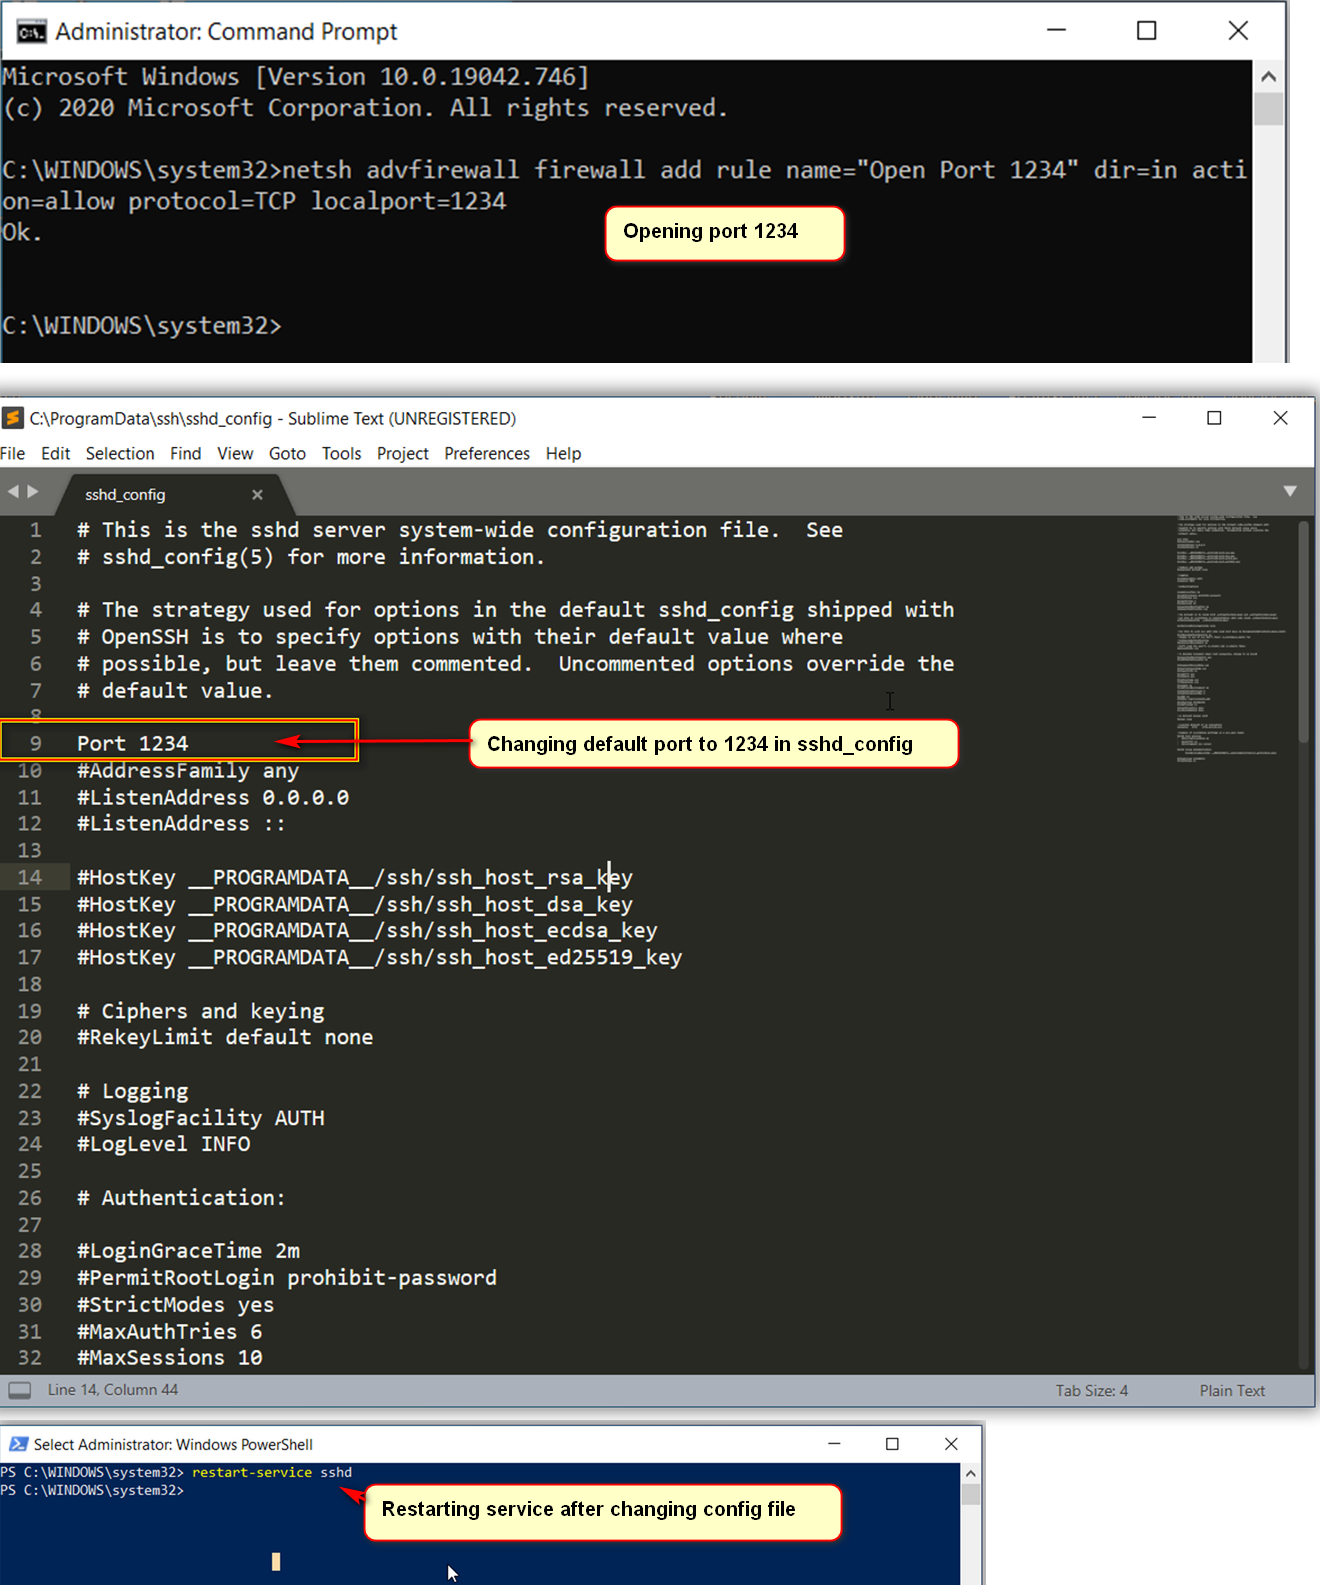 Administrator: Command Prompt
Microsoft Windows [Version 10.0.19042.746]
(c) 2020 Microsoft Corporation. All rights reserved.
C:\WINDOWS\system32>netsh advfirewall firewall add rule name="Open Port 1234" dir=in acti
on=allow protocol=TCP localport=1234
Ok.
Opening port 1234
C:\WINDOWS\system32>
C:\ProgramData\ssh\sshd_config - Sublime Text (UNREGISTERED)
File Edit Selection Find View Goto Tools Project Preferences Help
sshd_config
1 # This is the sshd server system-wide configuration file.  See
2 # sshd_config(5) for more information.
3
4 # The strategy used for options in the default sshd_config shipped with
5 # OpenSSH is to specify options with their default value where
6 # possible, but leave them commented.  Uncommented options override the
7 # default value.
8
9 Port 1234
Changing default port to 1234 in sshd_config
10 #AddressFamily any
11 #ListenAddress 0.0.0.0
12 #ListenAddress ::
13
14 #HostKey __PROGRAMDATA__/ssh/ssh_host_rsa_key
15 #HostKey __PROGRAMDATA__/ssh/ssh_host_dsa_key
16 #HostKey __PROGRAMDATA__/ssh/ssh_host_ecdsa_key
17 #HostKey __PROGRAMDATA__/ssh/ssh_host_ed25519_key
18
19 # Ciphers and keying
20 #RekeyLimit default none
21
22 # Logging
23 #SyslogFacility AUTH
24 #LogLevel INFO
25
26 # Authentication:
27
28 #LoginGraceTime 2m
29 #PermitRootLogin prohibit-password
30 #StrictModes yes
31 #MaxAuthTries 6
32 #MaxSessions 10
Line 14, Column 44 Tab Size: 4 Plain Text
Select Administrator: Windows PowerShell
PS C:\WINDOWS\system32> restart-service sshd
PS C:\WINDOWS\system32>
Restarting service after changing config file